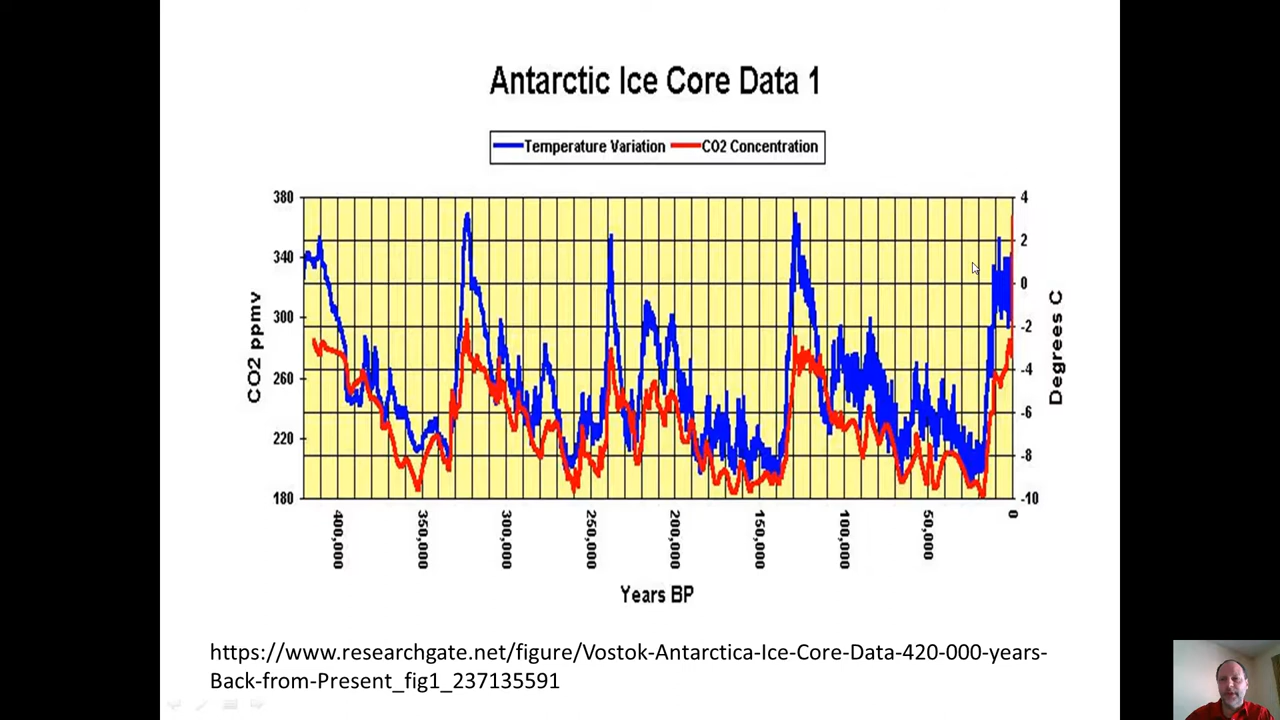 Antarctic Ice Core Data 1
Temperature Variation CO2 Concentration
380 4
2
340
0
300
-2
-4
260
-6
220
-8
180 -10
CO2 ppmv
Degrees C
400,000 350,000 300,000 250,000 200,000 150,000 100,000 50,000 0
Years BP
https://www.researchgate.net/figure/Vostok-Antarctica-Ice-Core-Data-420-000-years-
Back-from-Present_fig1_237135591